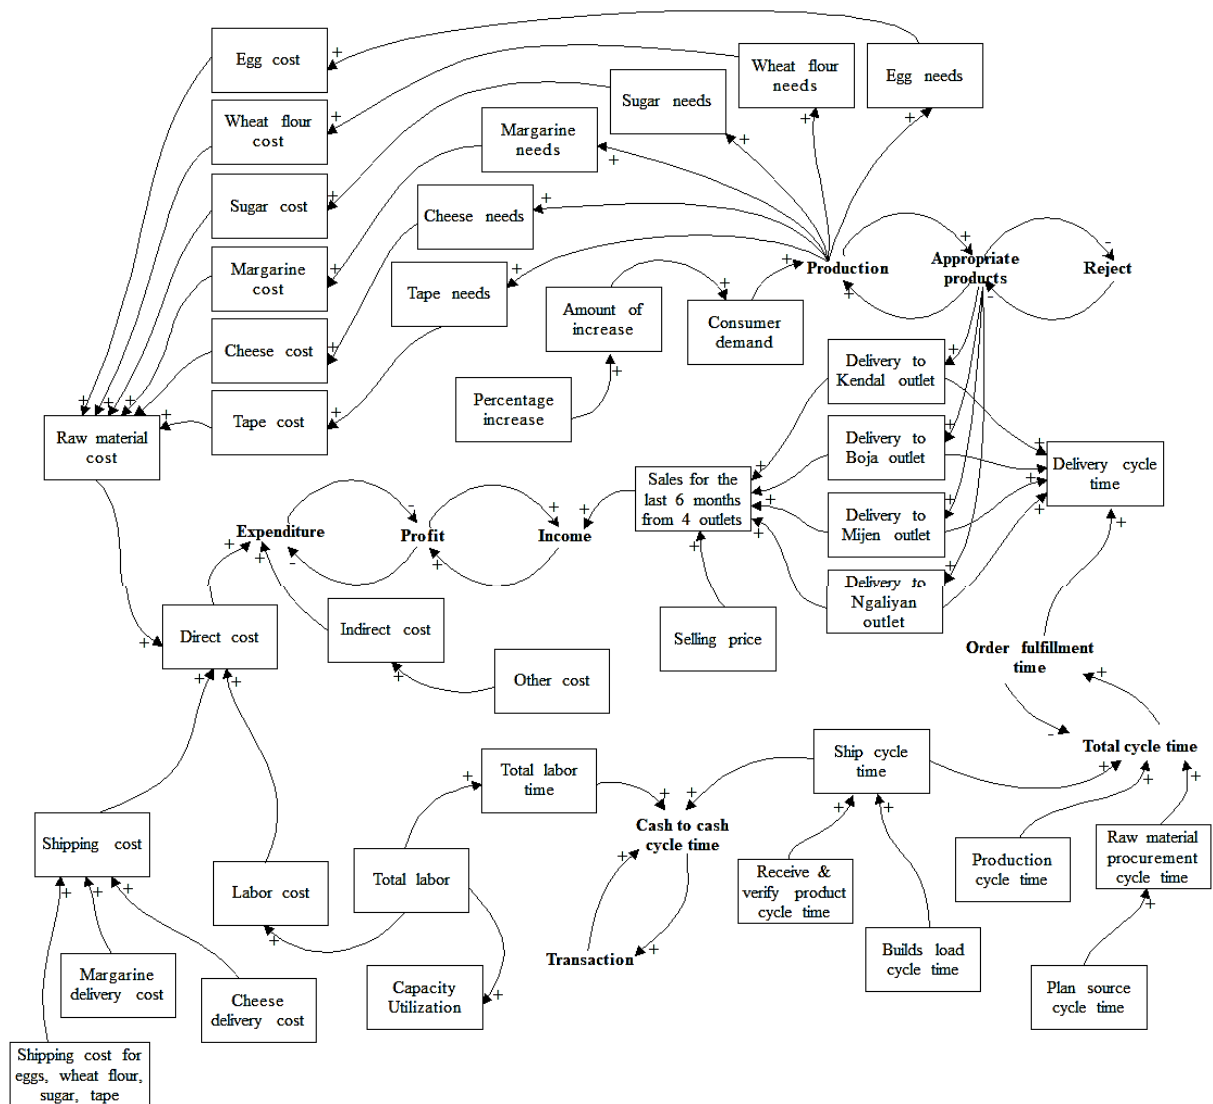 Egg cost
Wheat flour
needs
Egg needs
Sugar needs
Wheat flour
cost
Margarine
needs
Sugar cost
Cheese needs
Margarine
cost
Tape needs
Amount of
increase
Consumer
demand
Production
Appropriate
products
Reject
Cheese cost
Percentage
increase
Delivery to
Kendal outlet
Tape cost
Raw material
cost
Delivery to
Boja outlet
Delivery cycle
time
Sales for the
last 6 months
from 4 outlets
Delivery to
Mijen outlet
Expenditure
Profit
Income
Delivery to
Ngaliyan
outlet
Direct cost
Indirect cost
Selling price
Order fulfillment
time
Other cost
Total labor
time
Ship cycle
time
Total cycle time
Cash to cash
cycle time
Shipping cost
Labor cost
Total labor
Receive &
verify product
cycle time
Production
cycle time
Raw material
procurement
cycle time
Transaction
Builds load
cycle time
Margarine
delivery cost
Cheese
delivery cost
Capacity
Utilization
Plan source
cycle time
Shipping cost for
eggs, wheat flour,
sugar, tape